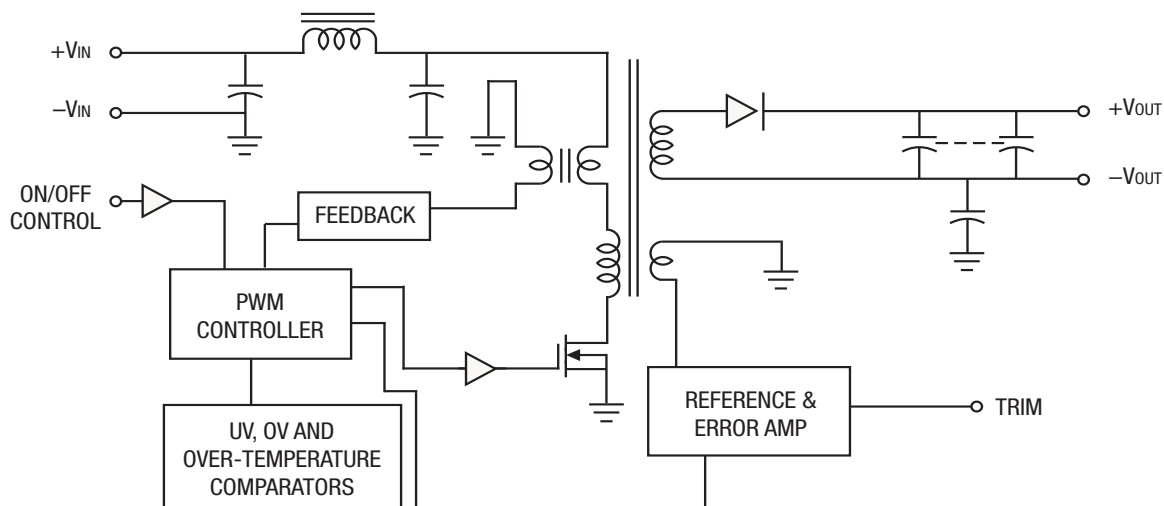 +VIN
−VIN
ON/OFF
CONTROL
FEEDBACK
PWM
CONTROLLER
UV, OV AND
OVER-TEMPERATURE
COMPARATORS
REFERENCE &
ERROR AMP
+VOUT
−VOUT
TRIM